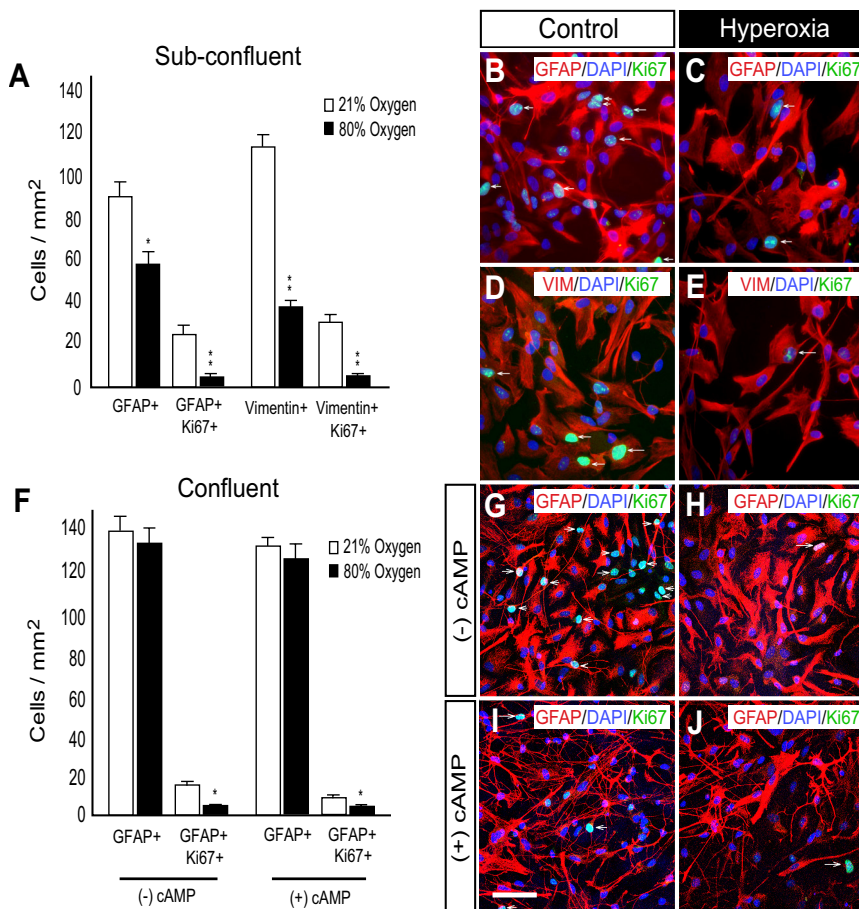 Control
Hyperoxia
A
Sub-confluent
140
120
100
80
60
40
20
0
Cells / mm2
21% Oxygen
80% Oxygen
*
*
*
*
*
*
*
GFAP+
GFAP+
Ki67+
Vimentin+
Vimentin+
Ki67+
B
GFAP/DAPI/Ki67
C
GFAP/DAPI/Ki67
D
VIM/DAPI/Ki67
E
VIM/DAPI/Ki67
F
Confluent
140
120
100
80
60
40
20
0
Cells / mm2
21% Oxygen
80% Oxygen
*
*
GFAP+
GFAP+
Ki67+
GFAP+
GFAP+
Ki67+
(-) cAMP
(+) cAMP
(-) cAMP
G
GFAP/DAPI/Ki67
H
GFAP/DAPI/Ki67
(+) cAMP
I
GFAP/DAPI/Ki67
J
GFAP/DAPI/Ki67